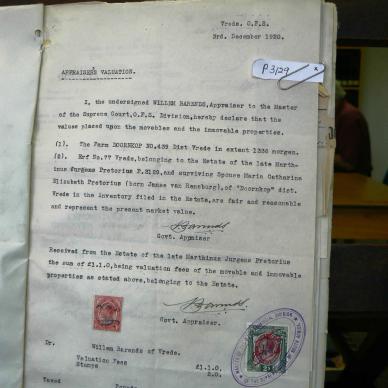 Vrede. O.F.S.
3rd. December 1920.
P3129
APPRAISER'S VALUATION.
I, the undersigned WILLEM BARENDS, Appraiser to the Master
of the Supreme Court, O.F.S. Division, hereby declare that the
values placed upon the movables and the immovable properties.
(1). The Farm DOORNKOP NO.439 Dist Vrede in extent 1336 morgen.
(2). Erf No.77 Vrede, belonging to the Estate of the late Marth-
inus Jurgens Pretorius P.3129, and surviving Spouse Maria Catharina
Elizabeth Pretorius (born Janse van Rensburg), of "Doornkop" dist.
Vrede in the Inventory filed in the Estate, are fair and reasonable
and represent the present market value.
Govt. Appraiser
Received from the Estate of the late Marthinus Jurgens Pretorius
the sum of £1.1.0, being valuation fees of the movable and immovable
properties as stated above, belonging to the Estate.
Govt. Appraiser.
Dr. Willem Barends of Vrede.
Valuation Fees £1.1.0.
Stamps 2.0.
Taxed